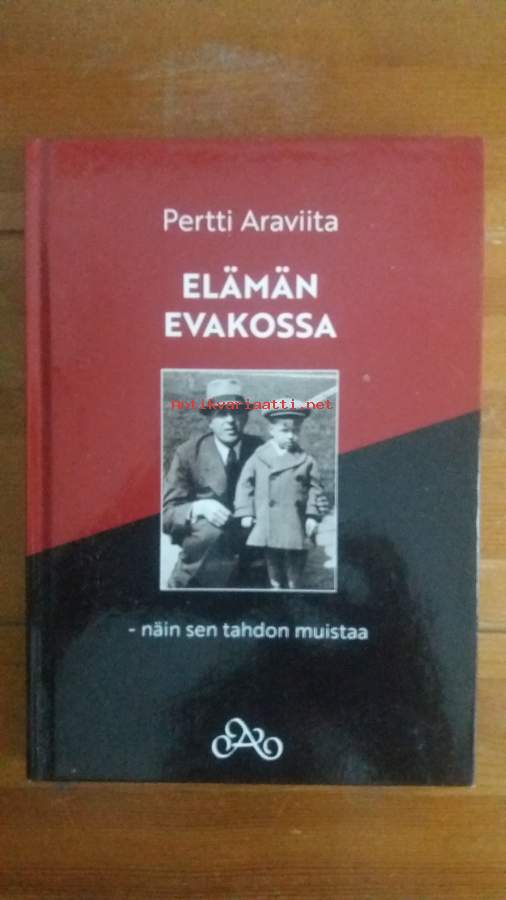 Pertti Araviita
ELÄMÄN
EVAKOSSA
antikvariaatti.net
- näin sen tahdon muistaa
A